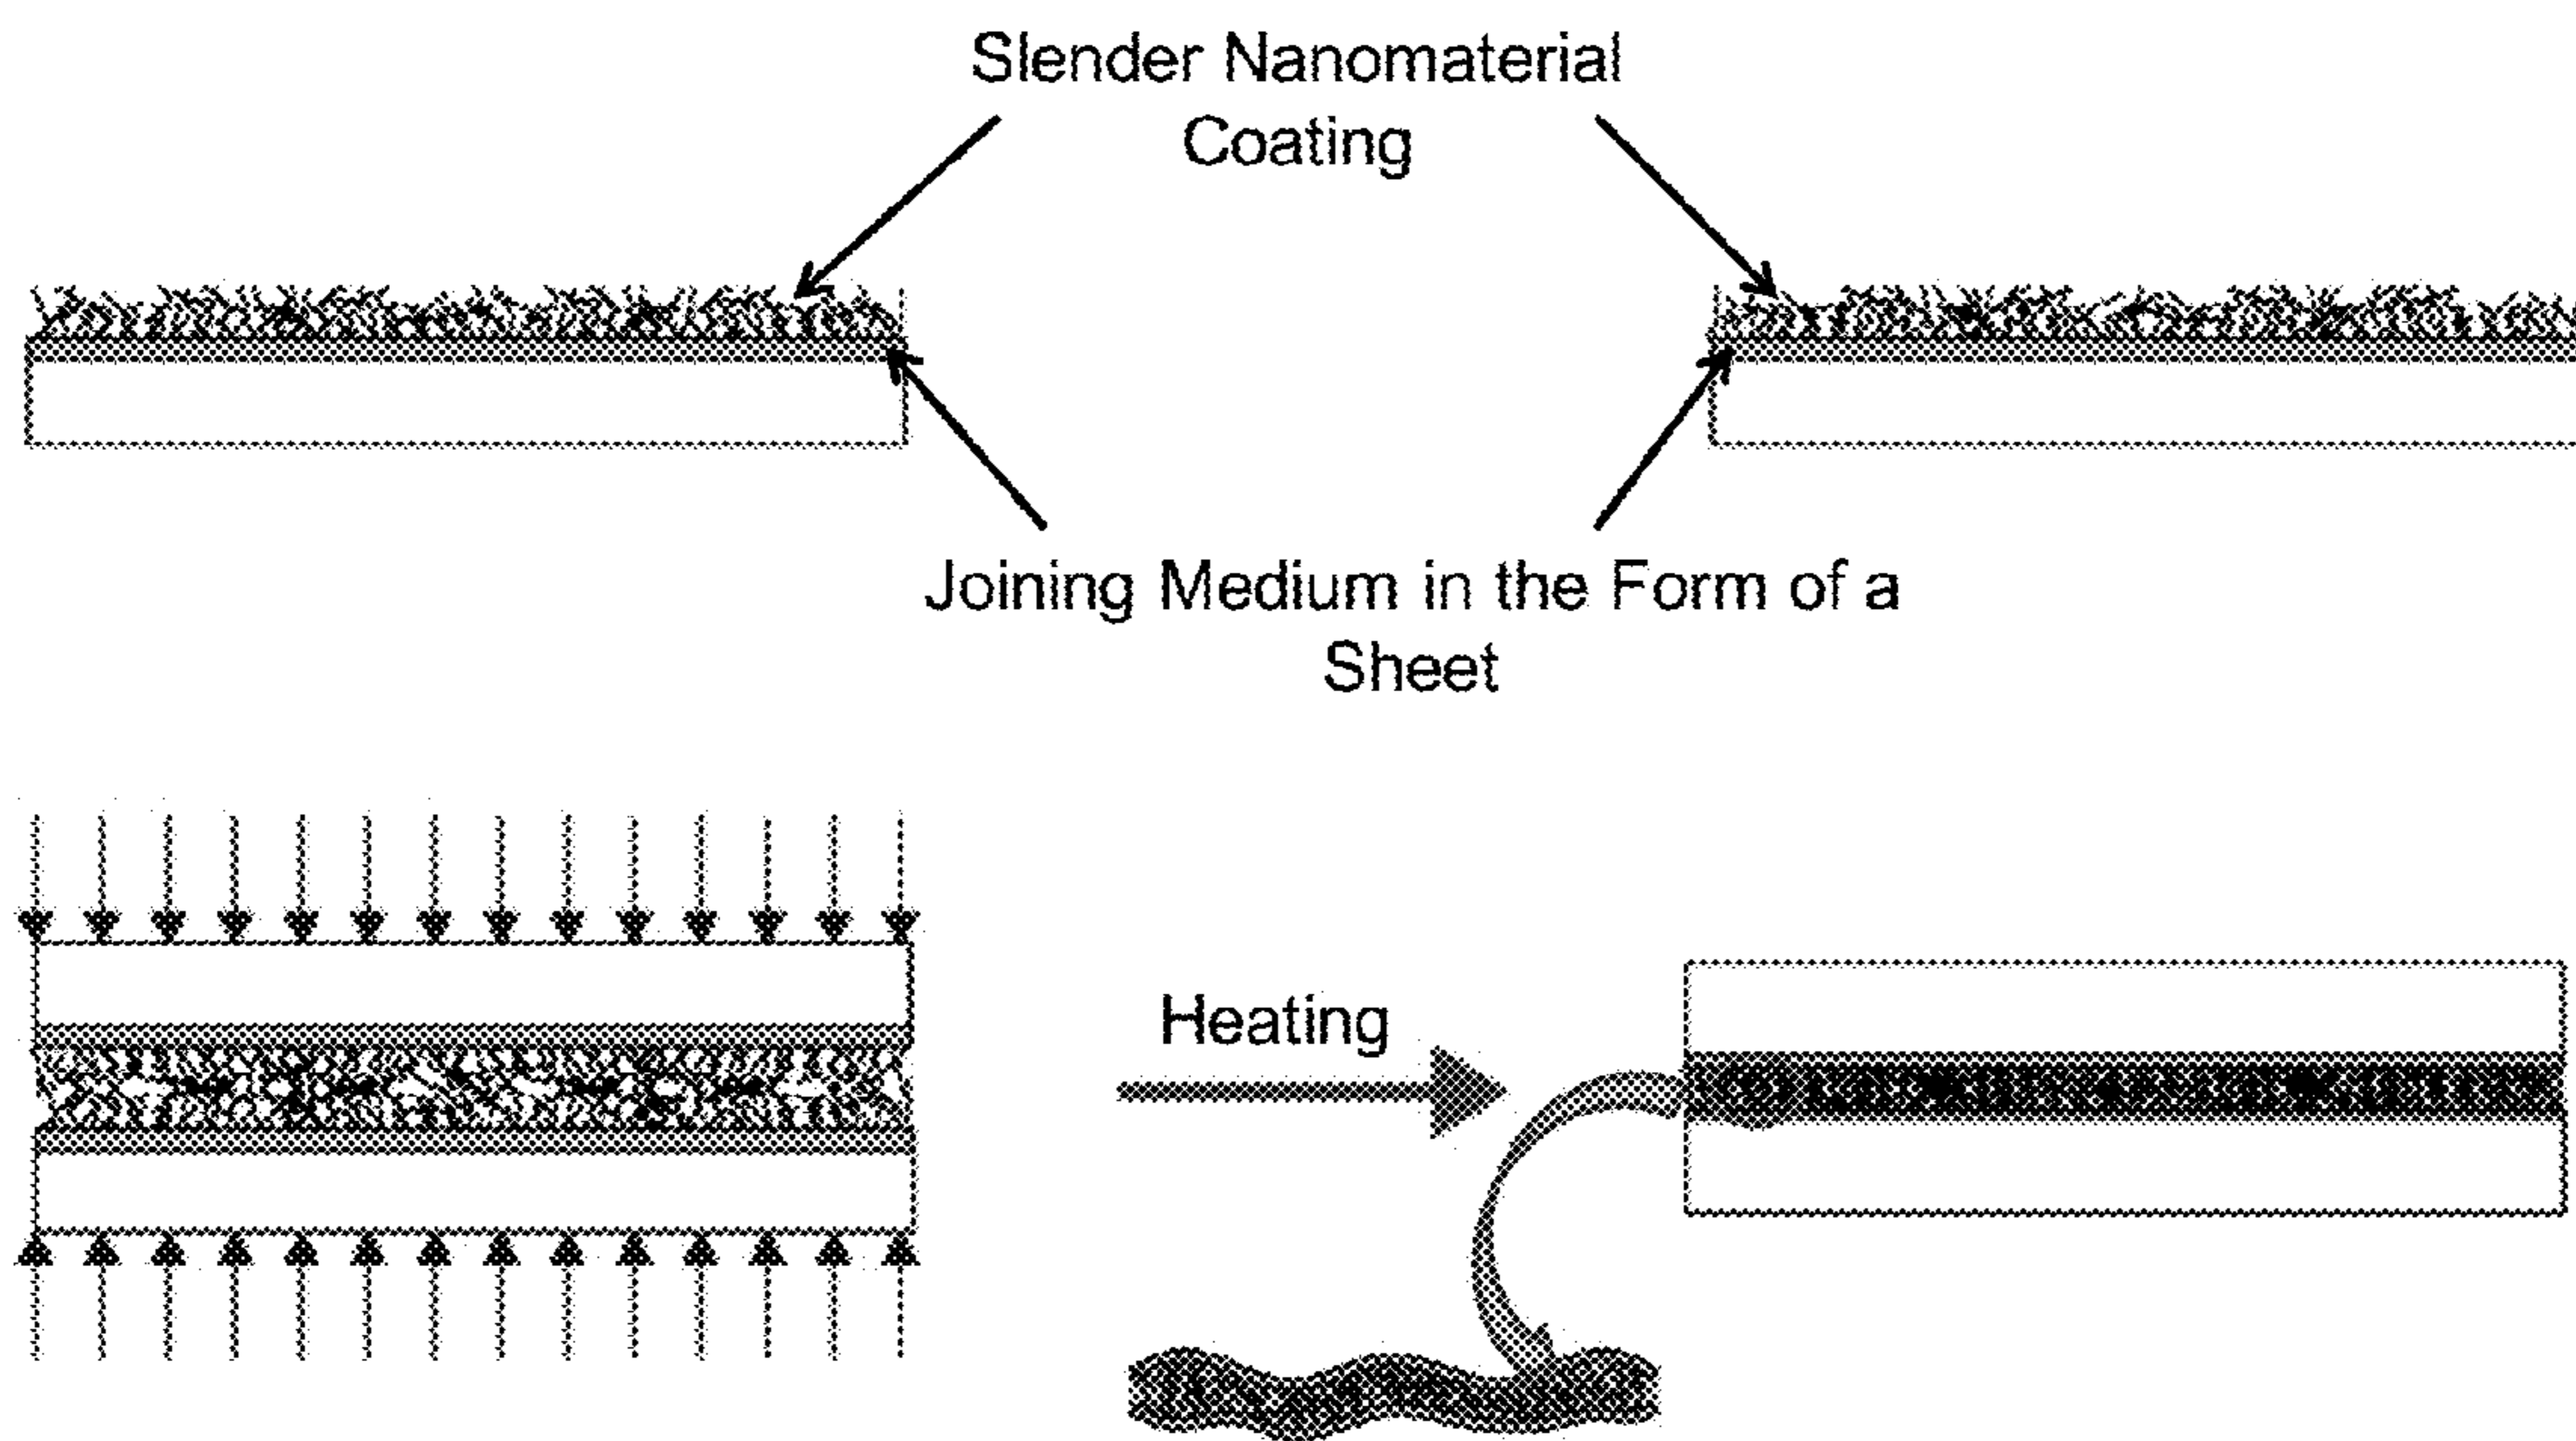 Slender Nanomaterial
Coating
Joining Medium in the Form of a
Sheet
Heating